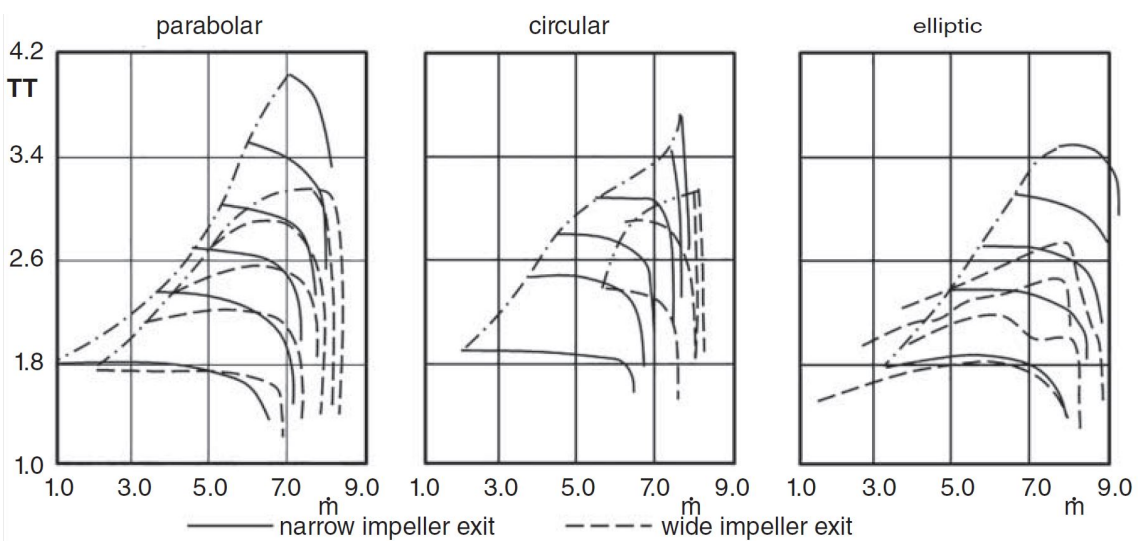 parabolar circular elliptic
4.2
TT
3.4
2.6
1.8
1.0
1.0 3.0 5.0 7.0 9.0 1.0 3.0 5.0 7.0 9.0 1.0 3.0 5.0 7.0 9.0
ṁ ṁ ṁ
narrow impeller exit wide impeller exit